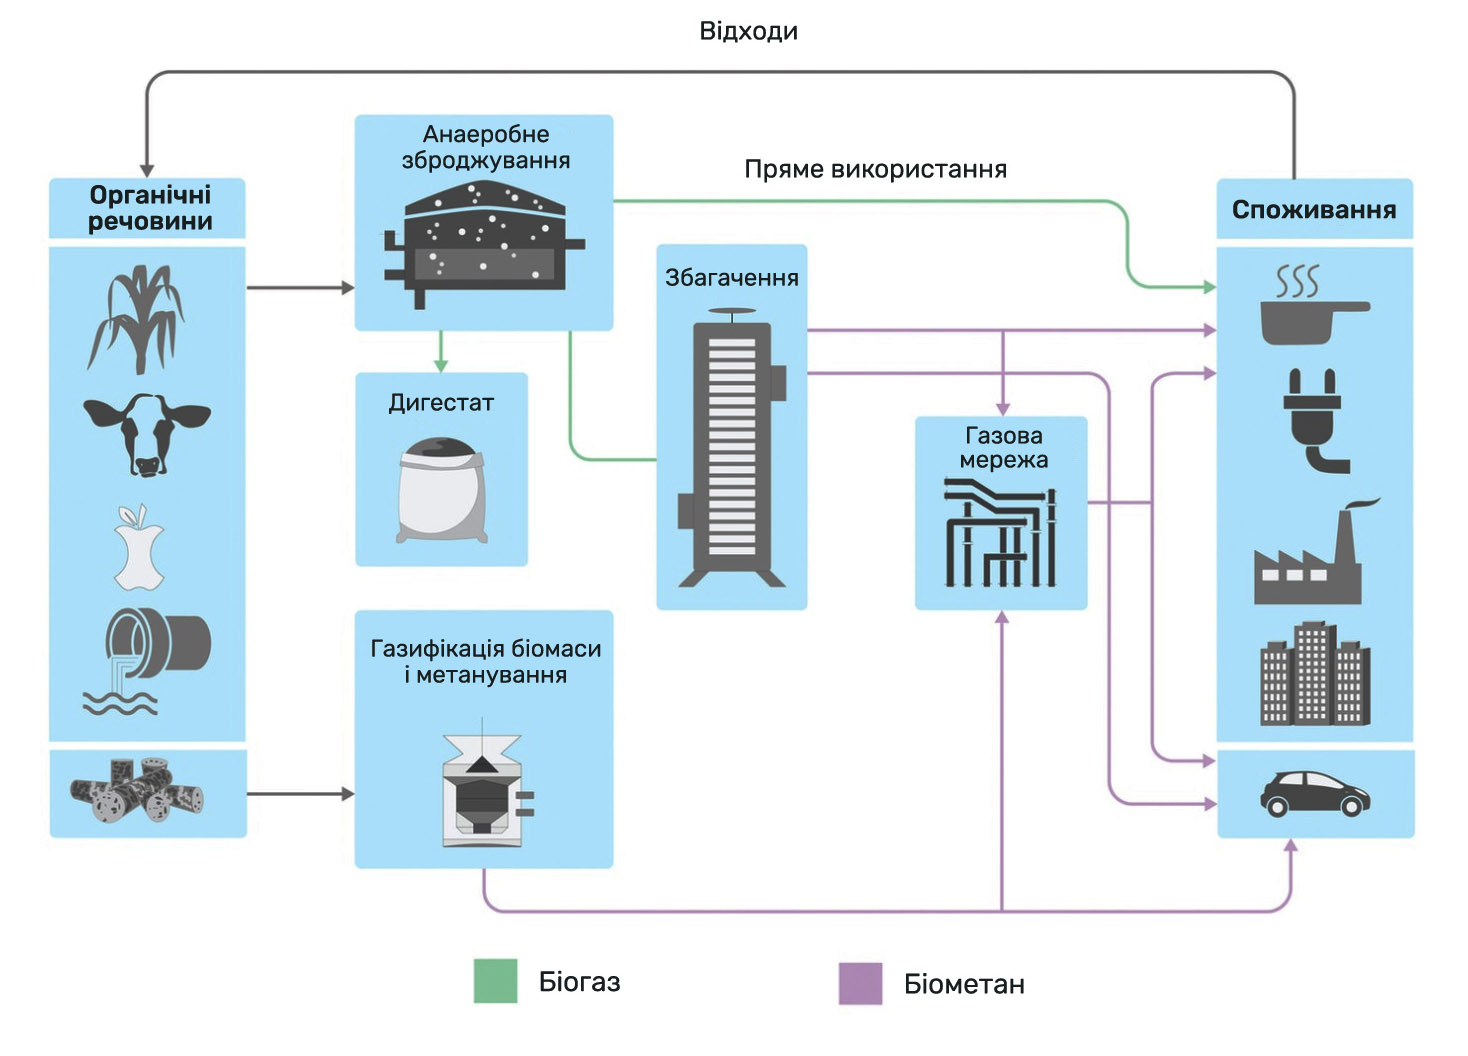 Відходи
Анаеробне
зброджування
Пряме використання
Органічні
речовини
Споживання
Збагачення
Дигестат
Газова
мережа
Газифікація біомаси
і метанування
Біогаз
Біометан